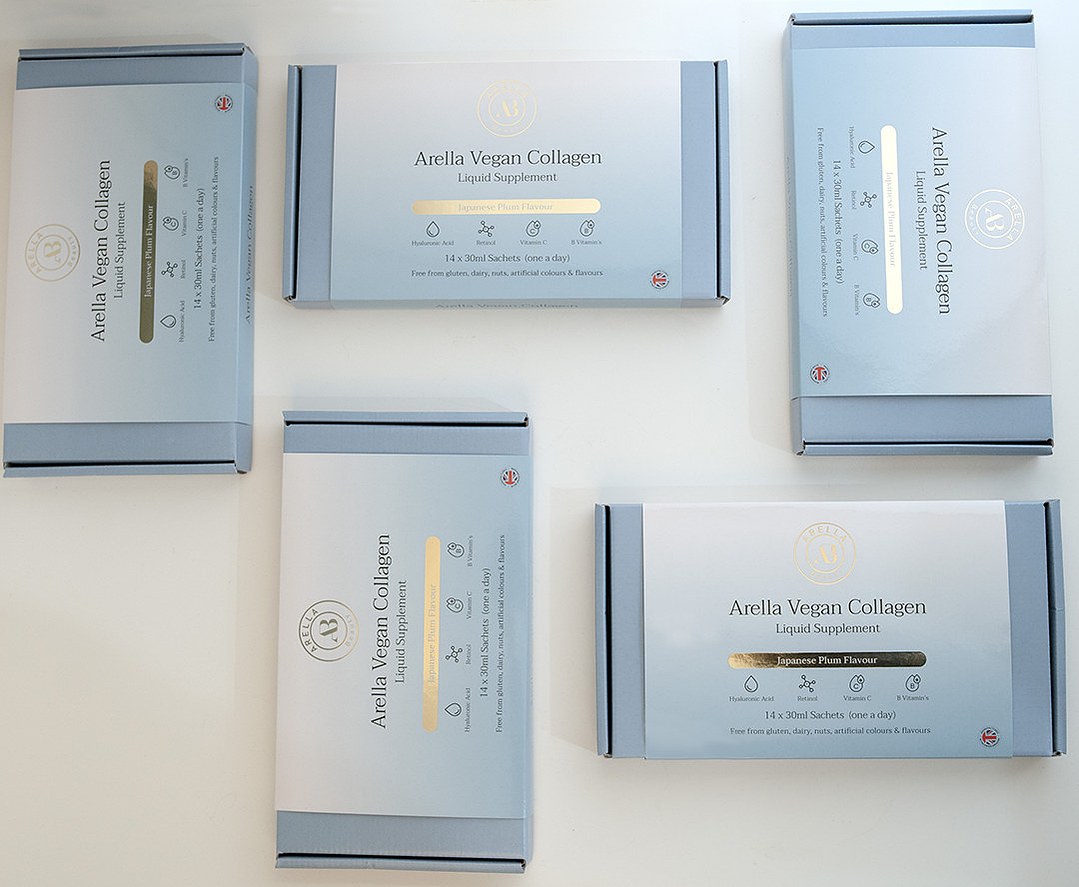 ARELLA
AB
BEAUTY
Arella Vegan Collagen
Liquid Supplement
Japanese Plum Flavour
Hyaluronic Acid
Retinol
Vitamin C
B Vitamin's
14 x 30ml Sachets (one a day)
Free from gluten, dairy, nuts, artificial colours & flavours
Arella Vegan Collagen
ARELLA
AB
BEAUTY
Arella Vegan Collagen
Liquid Supplement
Japanese Plum Flavour
Hyaluronic Acid Retinol Vitamin C B Vitamin's
14 x 30ml Sachets (one a day)
Free from gluten, dairy, nuts, artificial colours & flavours
Arella Vegan Collagen
ARELLA
AB
BEAUTY
Arella Vegan Collagen
Liquid Supplement
Japanese Plum Flavour
Hyaluronic Acid
Retinol
Vitamin C
B Vitamin's
14 x 30ml Sachets (one a day)
Free from gluten, dairy, nuts, artificial colours & flavours
ARELLA
AB
BEAUTY
Arella Vegan Collagen
Liquid Supplement
Japanese Plum Flavour
Hyaluronic Acid
Retinol
Vitamin C
B Vitamin's
14 x 30ml Sachets (one a day)
Free from gluten, dairy, nuts, artificial colours & flavours
ARELLA
AB
BEAUTY
Arella Vegan Collagen
Liquid Supplement
Japanese Plum Flavour
Hyaluronic Acid Retinol Vitamin C B Vitamin's
14 x 30ml Sachets (one a day)
Free from gluten, dairy, nuts, artificial colours & flavours